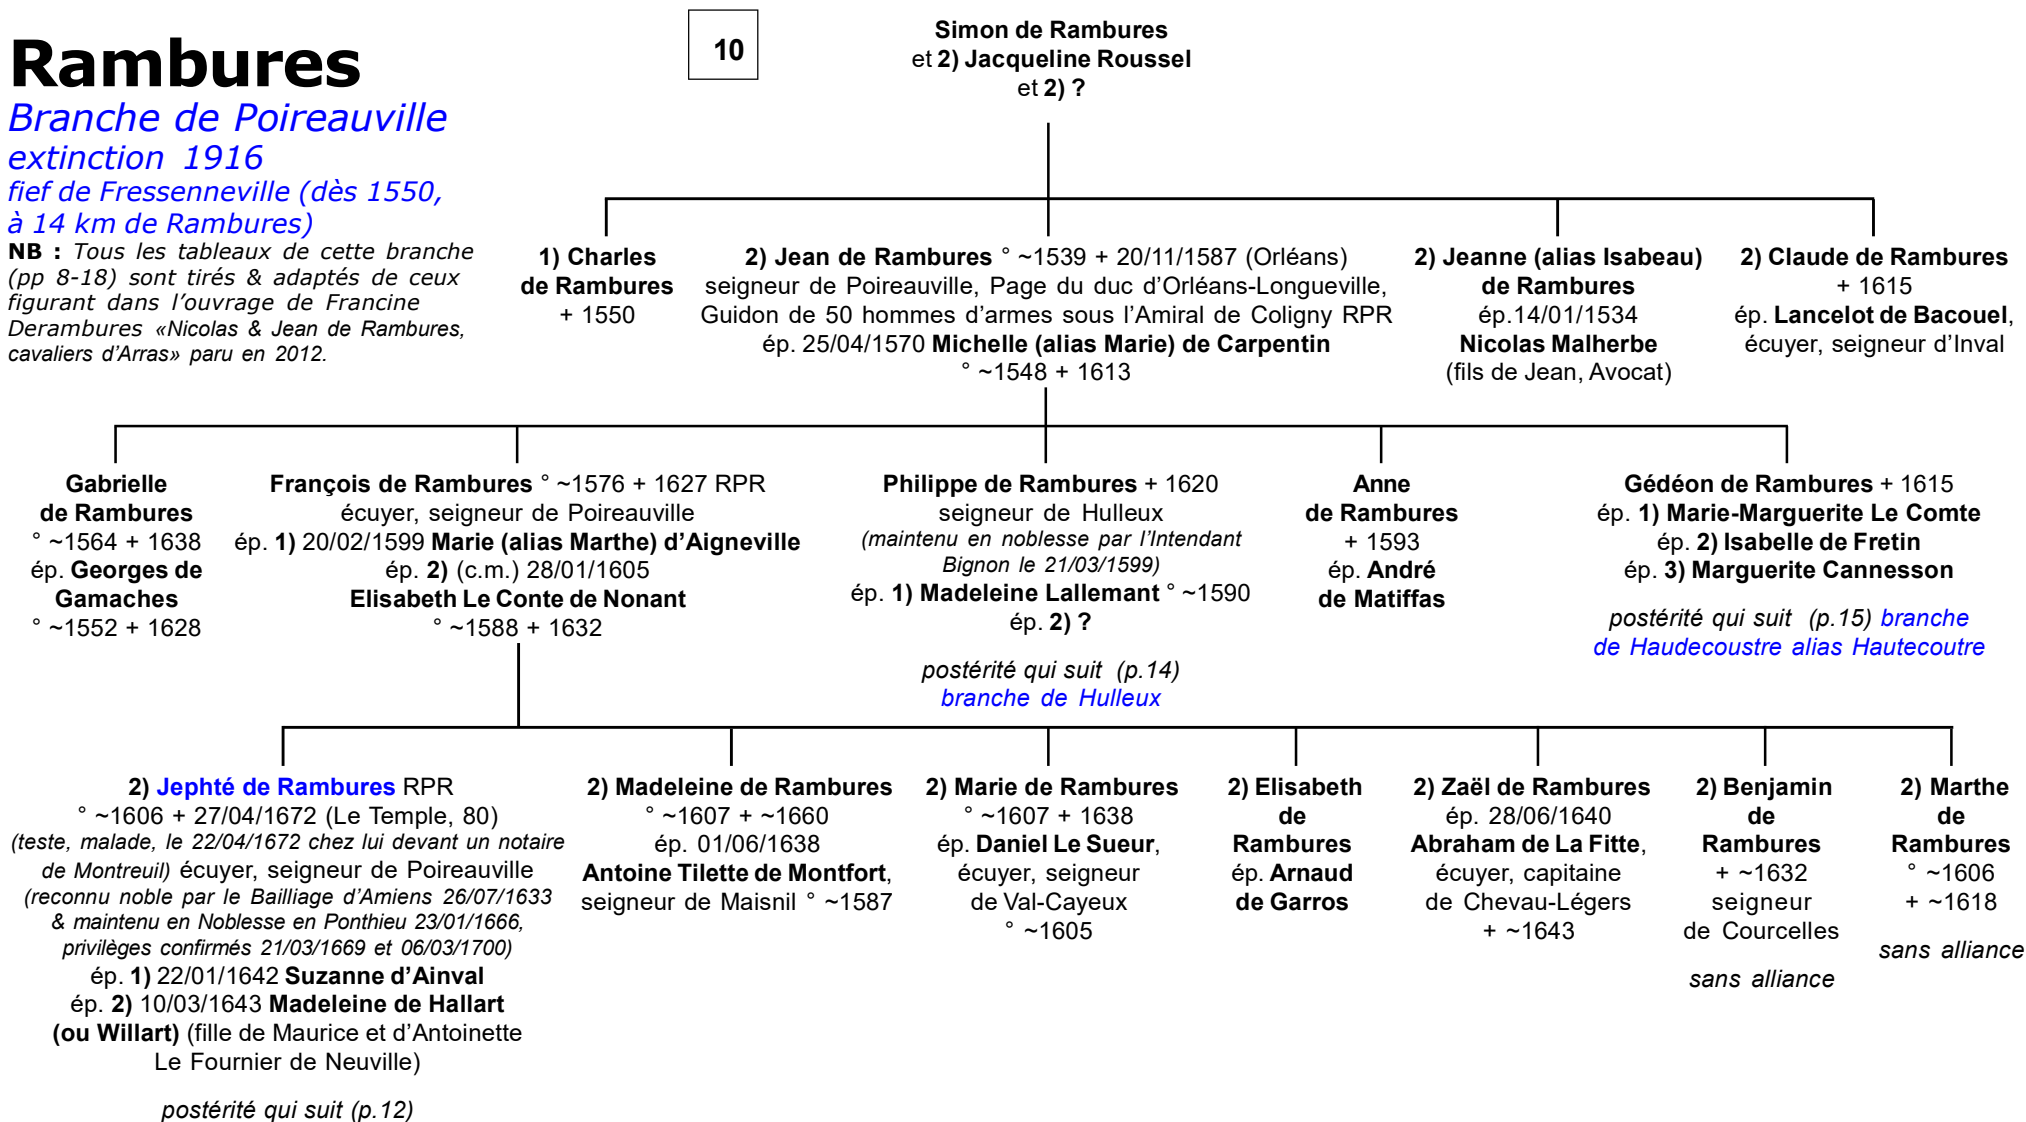 Rambures
Branche de Poireauville
extinction 1916
fief de Fressenneville (dès 1550,
à 14 km de Rambures)
NB : Tous les tableaux de cette branche
(pp 8-18) sont tirés & adaptés de ceux
figurant dans l’ouvrage de Francine
Derambures «Nicolas & Jean de Rambures,
cavaliers d’Arras» paru en 2012.
10
Simon de Rambures
et 2) Jacqueline Roussel
et 2) ?
1) Charles
de Rambures
+ 1550
2) Jean de Rambures ° ~1539 + 20/11/1587 (Orléans)
seigneur de Poireauville, Page du duc d’Orléans-Longueville,
Guidon de 50 hommes d’armes sous l’Amiral de Coligny RPR
ép. 25/04/1570 Michelle (alias Marie) de Carpentin
° ~1548 + 1613
2) Jeanne (alias Isabeau)
de Rambures
ép.14/01/1534
Nicolas Malherbe
(fils de Jean, Avocat)
2) Claude de Rambures
+ 1615
ép. Lancelot de Bacouel,
écuyer, seigneur d’Inval
Gabrielle
de Rambures
° ~1564 + 1638
ép. Georges de
Gamaches
° ~1552 + 1628
François de Rambures ° ~1576 + 1627 RPR
écuyer, seigneur de Poireauville
ép. 1) 20/02/1599 Marie (alias Marthe) d’Aigneville
ép. 2) (c.m.) 28/01/1605
Elisabeth Le Conte de Nonant
° ~1588 + 1632
Philippe de Rambures + 1620
seigneur de Hulleux
(maintenu en noblesse par l’Intendant
Bignon le 21/03/1599)
ép. 1) Madeleine Lallemant ° ~1590
ép. 2) ?
postérité qui suit (p.14)
branche de Hulleux
Anne
de Rambures
+ 1593
ép. André
de Matiffas
Gédéon de Rambures + 1615
ép. 1) Marie-Marguerite Le Comte
ép. 2) Isabelle de Fretin
ép. 3) Marguerite Cannesson
postérité qui suit (p.15) branche
de Haudecoustre alias Hautecoutre
2) Jephté de Rambures RPR
° ~1606 + 27/04/1672 (Le Temple, 80)
(teste, malade, le 22/04/1672 chez lui devant un notaire
de Montreuil) écuyer, seigneur de Poireauville
(reconnu noble par le Bailliage d’Amiens 26/07/1633
& maintenu en Noblesse en Ponthieu 23/01/1666,
privilèges confirmés 21/03/1669 et 06/03/1700)
ép. 1) 22/01/1642 Suzanne d’Ainval
ép. 2) 10/03/1643 Madeleine de Hallart
(ou Willart) (fille de Maurice et d’Antoinette
Le Fournier de Neuville)
postérité qui suit (p.12)
2) Madeleine de Rambures
° ~1607 + ~1660
ép. 01/06/1638
Antoine Tilette de Montfort,
seigneur de Maisnil ° ~1587
2) Marie de Rambures
° ~1607 + 1638
ép. Daniel Le Sueur,
écuyer, seigneur
de Val-Cayeux
° ~1605
2) Elisabeth
de
Rambures
ép. Arnaud
de Garros
2) Zaël de Rambures
ép. 28/06/1640
Abraham de La Fitte,
écuyer, capitaine
de Chevau-Légers
+ ~1643
2) Benjamin
de
Rambures
+ ~1632
seigneur
de Courcelles
sans alliance
2) Marthe
de
Rambures
° ~1606
+ ~1618
sans alliance